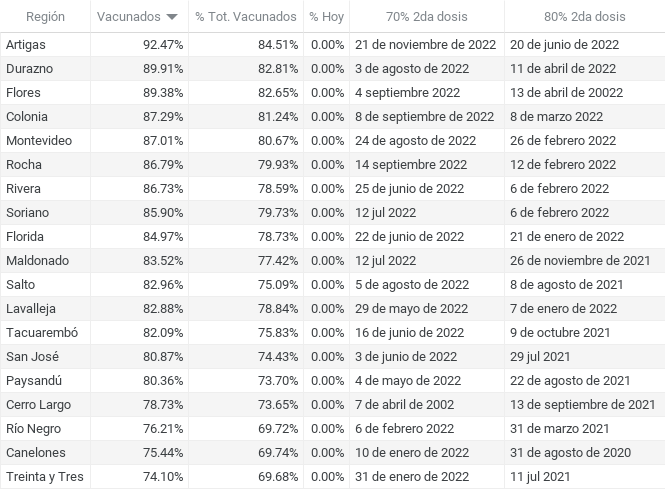 Región Vacunados % Tot. Vacunados % Hoy 70% 2da dosis 80% 2da dosis
Artigas 92.47% 84.51% 0.00% 21 de noviembre de 2022 20 de junio de 2022
Durazno 89.91% 82.81% 0.00% 3 de agosto de 2022 11 de abril de 2022
Flores 89.38% 82.65% 0.00% 4 septiembre 2022 13 de abril de 20022
Colonia 87.29% 81.24% 0.00% 8 de septiembre de 2022 8 de marzo 2022
Montevideo 87.01% 80.67% 0.00% 24 de agosto de 2022 26 de febrero 2022
Rocha 86.79% 79.93% 0.00% 14 septiembre 2022 12 de febrero 2022
Rivera 86.73% 78.59% 0.00% 25 de junio de 2022 6 de febrero 2022
Soriano 85.90% 79.73% 0.00% 12 jul 2022 6 de febrero 2022
Florida 84.97% 78.73% 0.00% 22 de junio de 2022 21 de enero de 2022
Maldonado 83.52% 77.42% 0.00% 12 jul 2022 26 de noviembre de 2021
Salto 82.96% 75.09% 0.00% 5 de agosto de 2022 8 de agosto de 2021
Lavalleja 82.88% 78.84% 0.00% 29 de mayo de 2022 7 de enero de 2022
Tacuarembó 82.09% 75.83% 0.00% 16 de junio de 2022 9 de octubre 2021
San José 80.87% 74.43% 0.00% 3 de junio de 2022 29 jul 2021
Paysandú 80.36% 73.70% 0.00% 4 de mayo de 2022 22 de agosto de 2021
Cerro Largo 78.73% 73.65% 0.00% 7 de abril de 2002 13 de septiembre de 2021
Río Negro 76.21% 69.72% 0.00% 6 de febrero 2022 31 de marzo 2021
Canelones 75.44% 69.74% 0.00% 10 de enero de 2022 31 de agosto de 2020
Treinta y Tres 74.10% 69.68% 0.00% 31 de enero de 2022 11 jul 2021